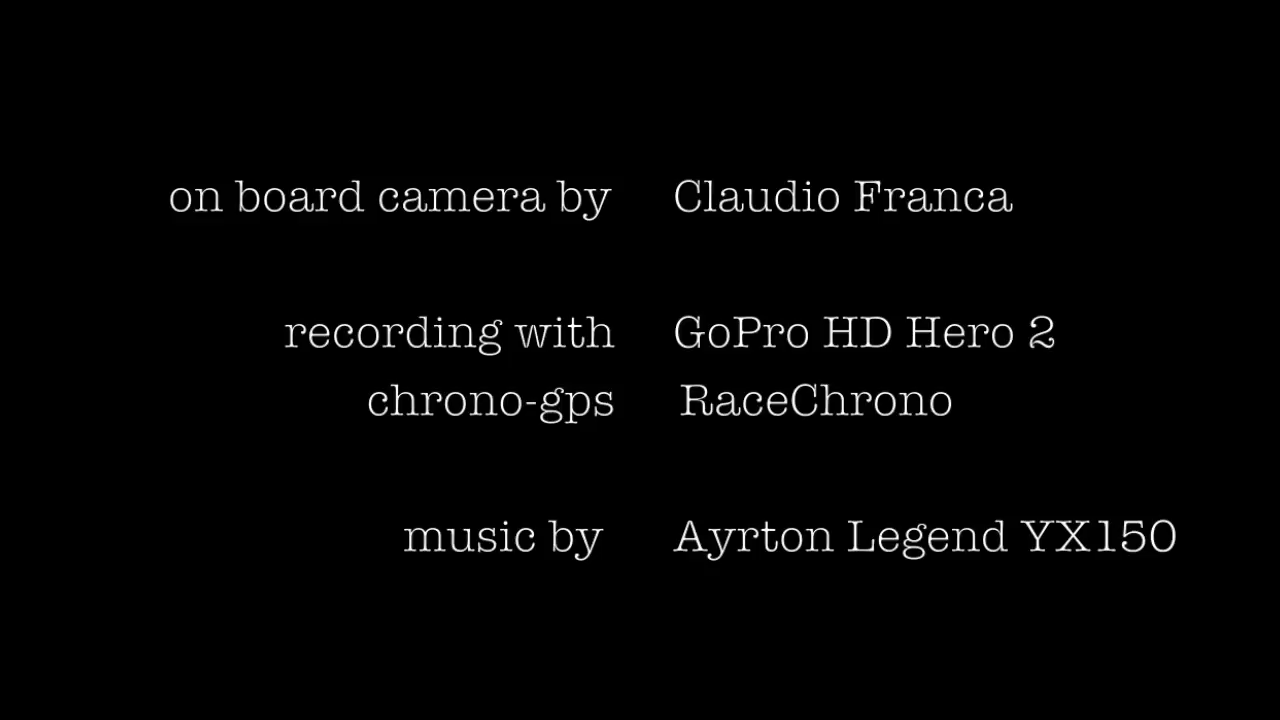 on board camera by Claudio Franca
recording with GoPro HD Hero 2
chrono-gps RaceChrono
music by Ayrton Legend YX150